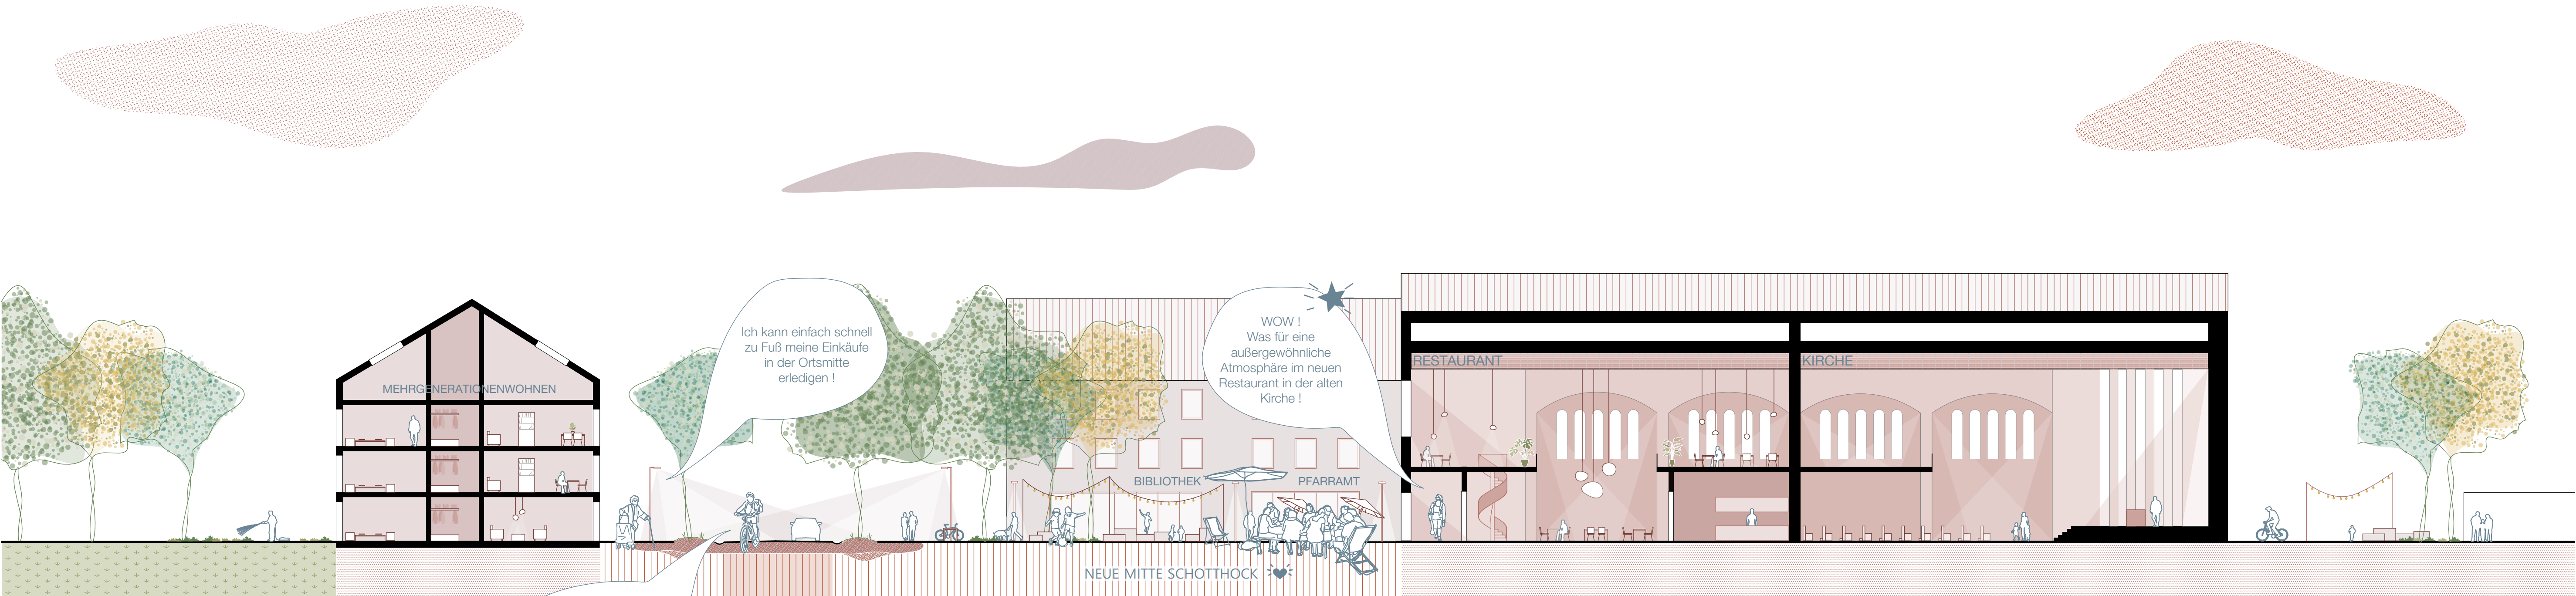 Ich kann einfach schnell
zu Fuß meine Einkäufe
in der Ortsmitte
erledigen !
WOW !
Was für eine
außergewöhnliche
Atmosphäre im neuen
Restaurant in der alten
Kirche !
RESTAURANT
KIRCHE
MEHRGENERATIONENWOHNEN
BIBLIOTHEK
PFARRAMT
NEUE MITTE SCHOTTHOCK